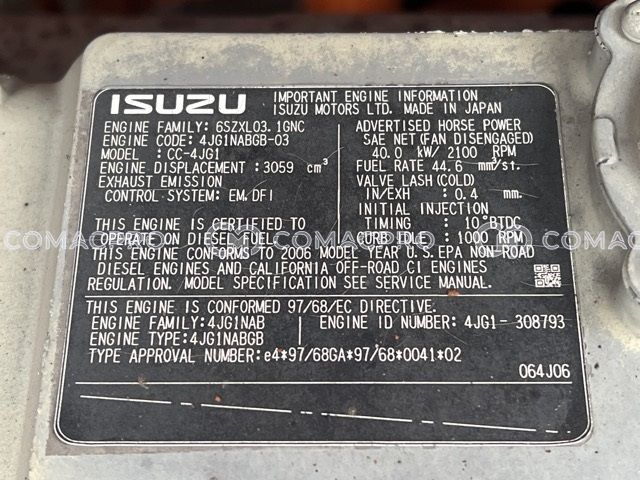 ISUZU
IMPORTANT ENGINE INFORMATION
ISUZU MOTORS LTD. MADE IN JAPAN
ENGINE FAMILY: 6SZXL03.1GNC
ENGINE CODE: 4JG1NABGB-03
MODEL : CC-4JG1
ENGINE DISPLACEMENT :3059 cm³
EXHAUST EMISSION
CONTROL SYSTEM: EM,DFI
ADVERTISED HORSE POWER
SAE NET(FAN DISENGAGED)
40.0 kW/ 2100 RPM
FUEL RATE 44.6 mm³/st.
VALVE LASH(COLD)
IN/EXH : 0.4 mm.
INITIAL INJECTION
TIMING : 10°BTDC
CURB IDLE : 1000 RPM
THIS ENGINE IS CERTIFIED TO
OPERATE ON DIESEL FUEL.
THIS ENGINE CONFORMS TO 2006 MODEL YEAR U.S.EPA NON-ROAD
DIESEL ENGINES AND CALIFORNIA OFF-ROAD CI ENGINES
REGULATION. MODEL SPECIFICATION SEE SERVICE MANUAL.
THIS ENGINE IS CONFORMED 97/68/EC DIRECTIVE.
ENGINE FAMILY:4JG1NAB
ENGINE ID NUMBER: 4JG1- 308793
ENGINE TYPE:4JG1NABGB
TYPE APPROVAL NUMBER:e4*97/68GA*97/68*0041*02
064J06